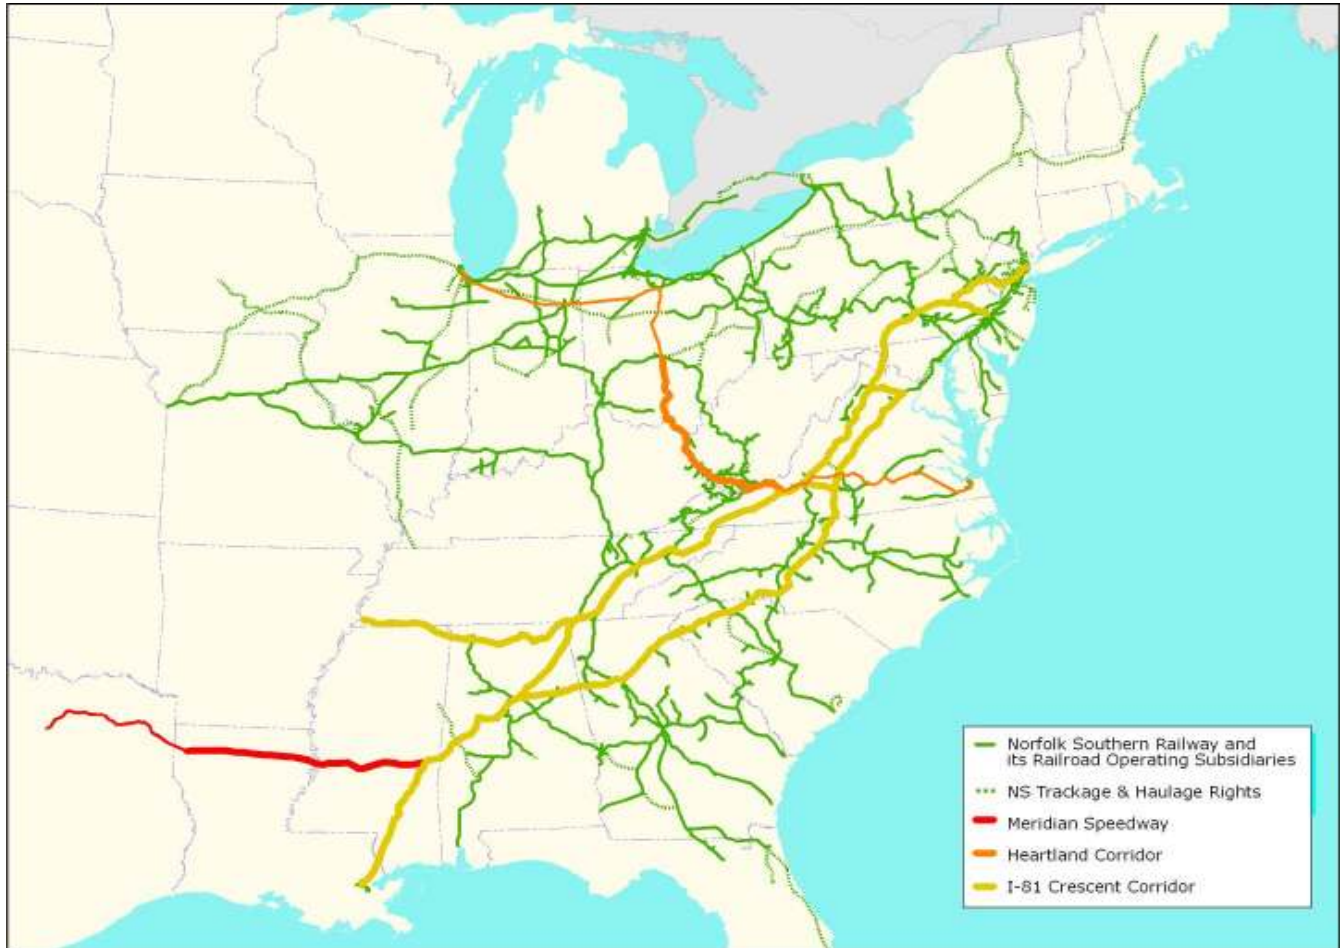 Norfolk Southern Railway and
its Railroad Operating Subsidiaries
NS Trackage & Haulage Rights
Meridian Speedway
Heartland Corridor
I-81 Crescent Corridor